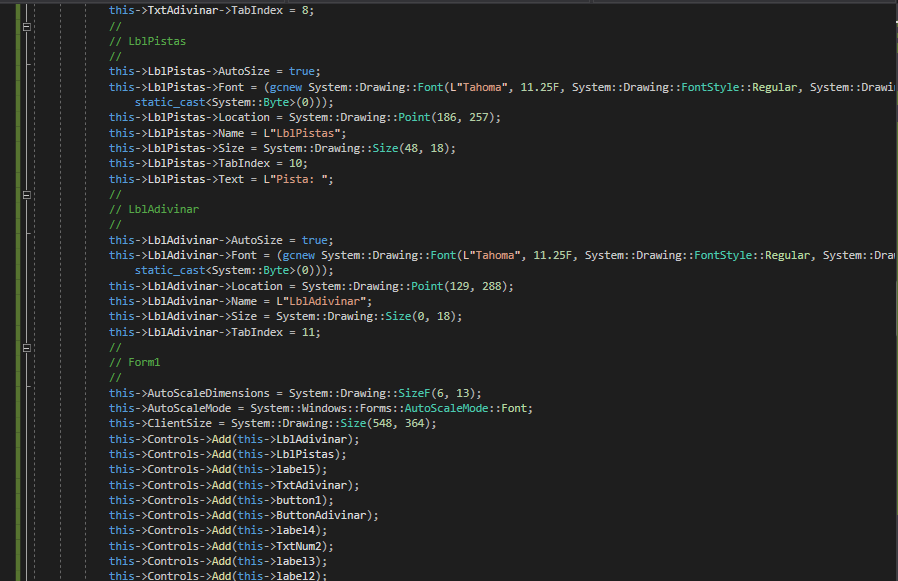 this->TxtAdivinar->TabIndex = 8;
//
// LblPistas
//
this->LblPistas->AutoSize = true;
this->LblPistas->Font = (gcnew System::Drawing::Font(L"Tahoma", 11.25F, System::Drawing::FontStyle::Regular, System::Drawi
static_cast<System::Byte>(0)));
this->LblPistas->Location = System::Drawing::Point(186, 257);
this->LblPistas->Name = L"LblPistas";
this->LblPistas->Size = System::Drawing::Size(48, 18);
this->LblPistas->TabIndex = 10;
this->LblPistas->Text = L"Pista: ";
//
// LblAdivinar
//
this->LblAdivinar->AutoSize = true;
this->LblAdivinar->Font = (gcnew System::Drawing::Font(L"Tahoma", 11.25F, System::Drawing::FontStyle::Regular, System::Dra
static_cast<System::Byte>(0)));
this->LblAdivinar->Location = System::Drawing::Point(129, 288);
this->LblAdivinar->Name = L"LblAdivinar";
this->LblAdivinar->Size = System::Drawing::Size(0, 18);
this->LblAdivinar->TabIndex = 11;
//
// Form1
//
this->AutoScaleDimensions = System::Drawing::SizeF(6, 13);
this->AutoScaleMode = System::Windows::Forms::AutoScaleMode::Font;
this->ClientSize = System::Drawing::Size(548, 364);
this->Controls->Add(this->LblAdivinar);
this->Controls->Add(this->LblPistas);
this->Controls->Add(this->label5);
this->Controls->Add(this->TxtAdivinar);
this->Controls->Add(this->button1);
this->Controls->Add(this->ButtonAdivinar);
this->Controls->Add(this->label4);
this->Controls->Add(this->TxtNum2);
this->Controls->Add(this->label3);
this->Controls->Add(this->label2);